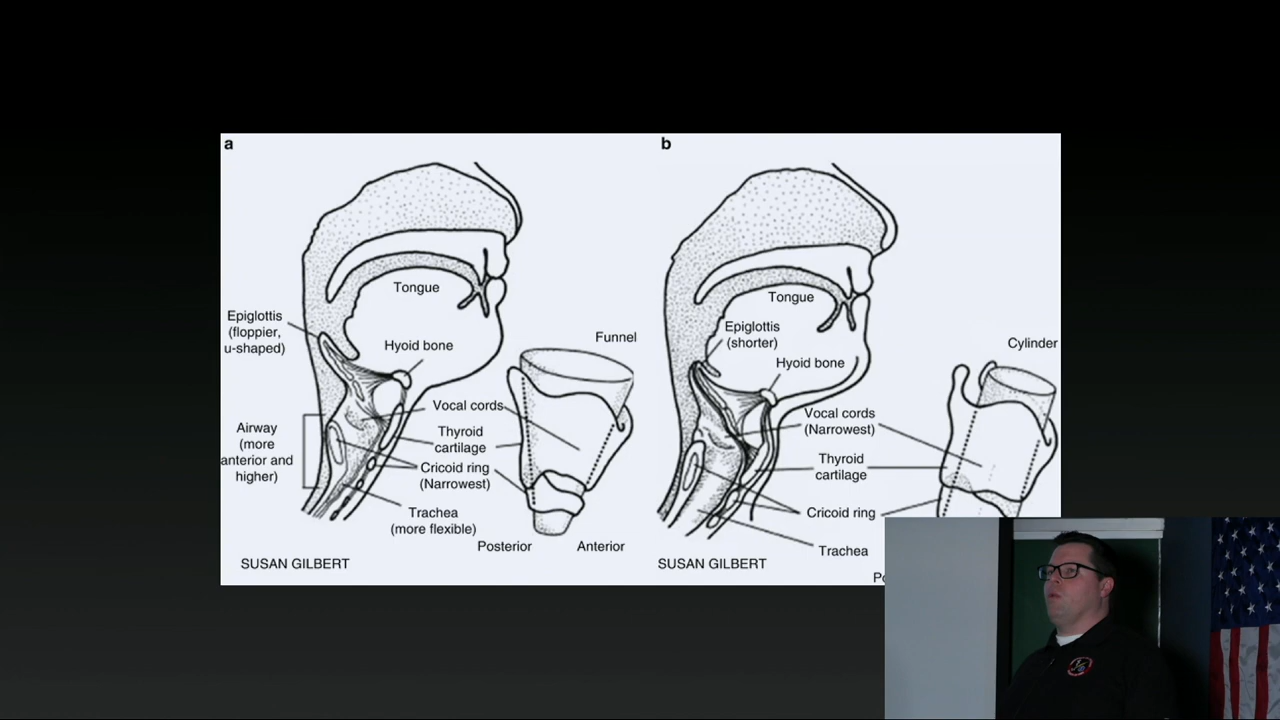 a
Tongue
Epiglottis
(floppier,
u-shaped)
Hyoid bone
Funnel
Vocal cords
Airway
(more
anterior and
higher)
Thyroid
cartilage
Cricoid ring
(Narrowest)
Trachea
(more flexible)
Posterior
Anterior
SUSAN GILBERT
b
Tongue
Epiglottis
(shorter)
Hyoid bone
Cylinder
Vocal cords
(Narrowest)
Thyroid
cartilage
Cricoid ring
Trachea
SUSAN GILBERT